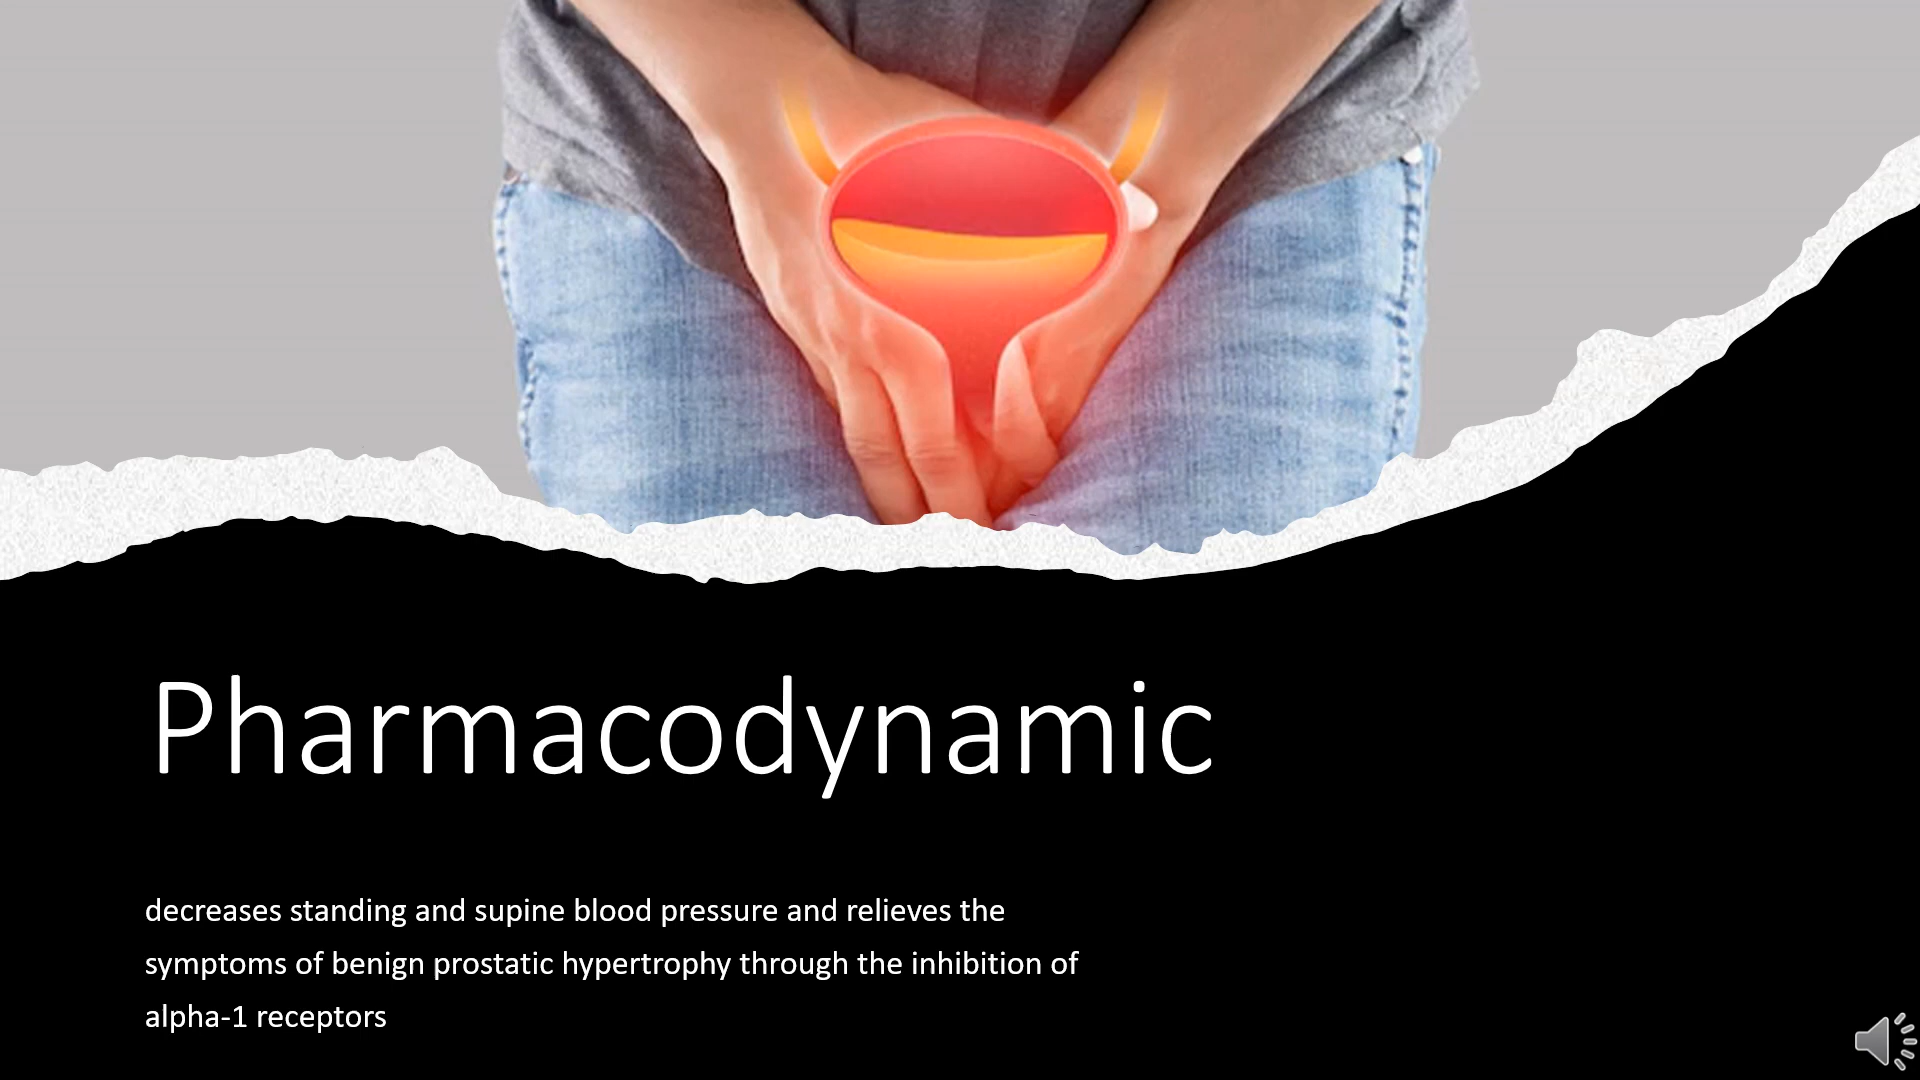 Pharmacodynamic
decreases standing and supine blood pressure and relieves the
symptoms of benign prostatic hypertrophy through the inhibition of
alpha-1 receptors